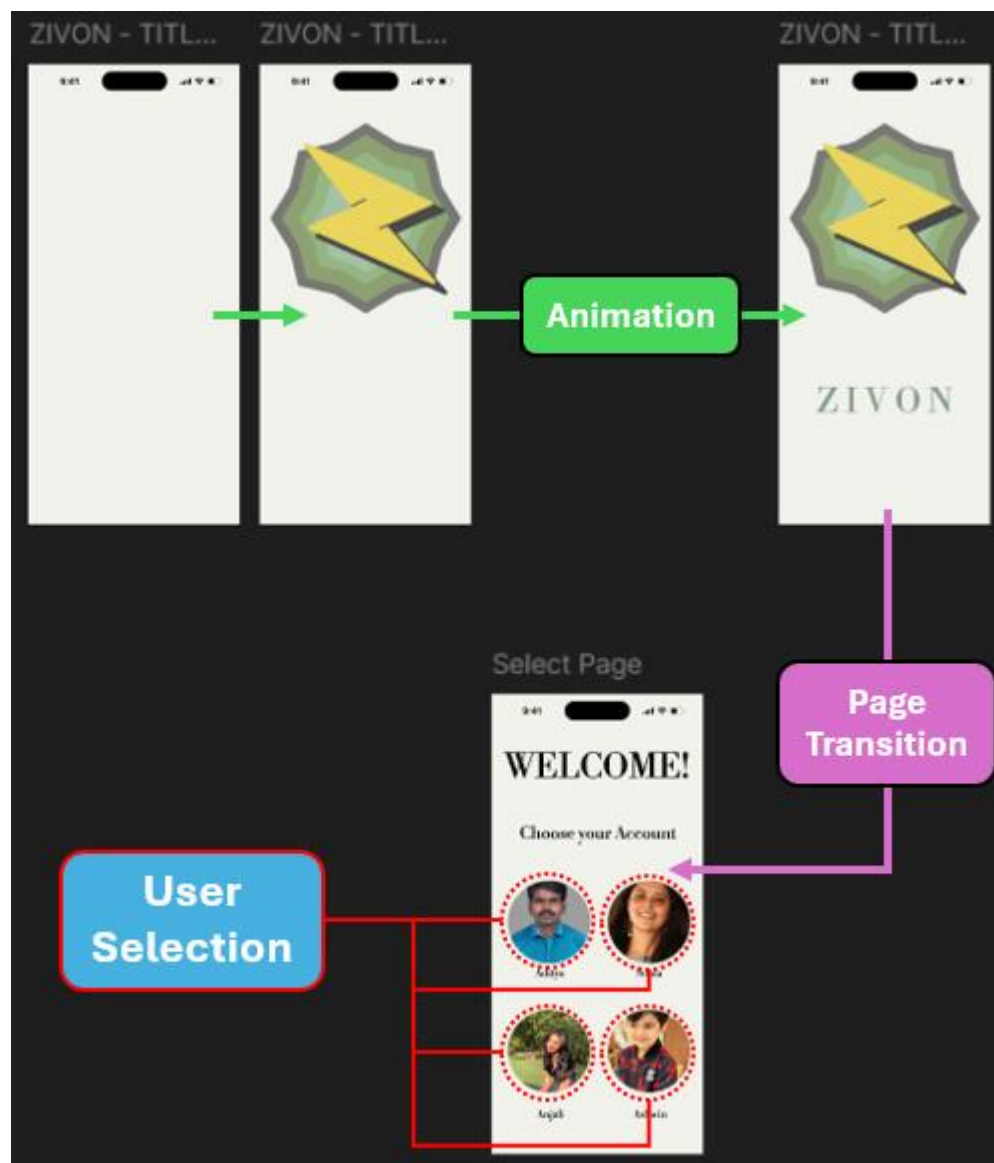 ZIVON - TITL...
ZIVON - TITL...
ZIVON - TITL...
9:41
9:41
9:41
Animation
ZIVON
Select Page
Page
Transition
9:41
WELCOME!
Choose your Account
User
Selection
Aditya
Anjali